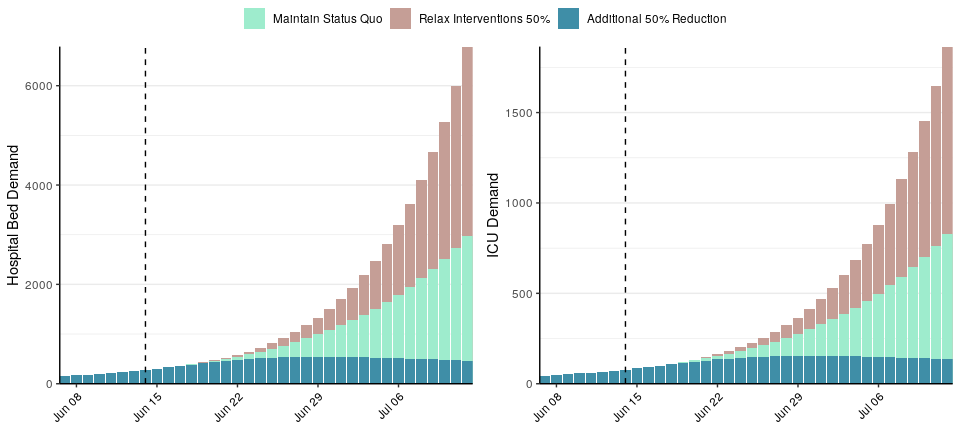 Maintain Status Quo Relax Interventions 50% Additional 50% Reduction
Hospital Bed Demand
6000
4000
2000
0
Jun 08
Jun 15
Jun 22
Jun 29
Jul 06
ICU Demand
1500
1000
500
0
Jun 08
Jun 15
Jun 22
Jun 29
Jul 06